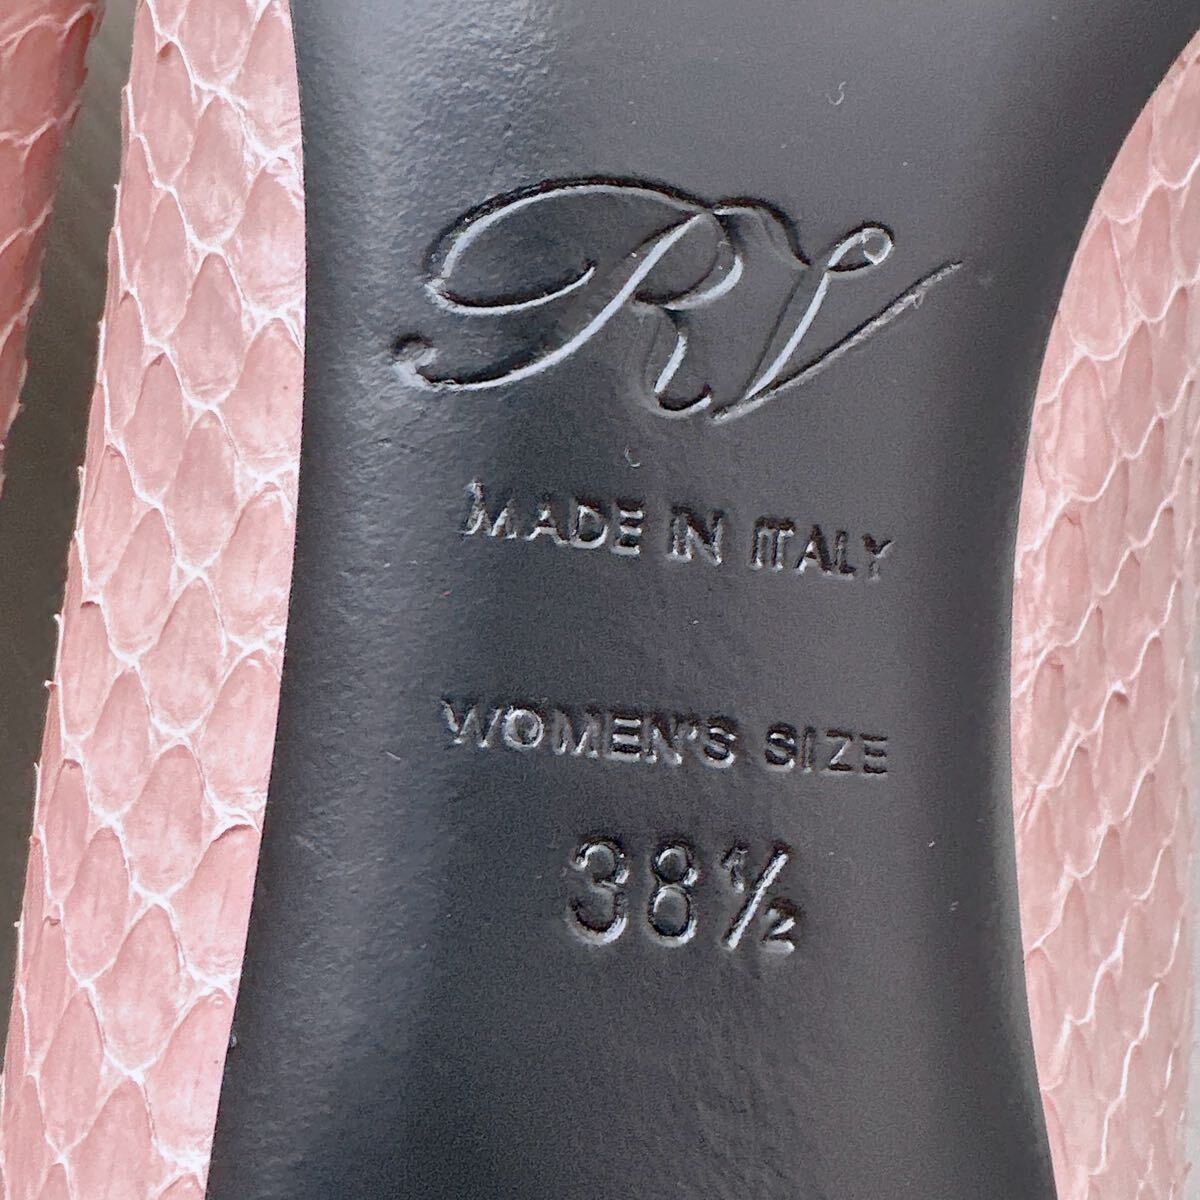 RV
MADE IN ITALY
WOMEN'S SIZE
38½